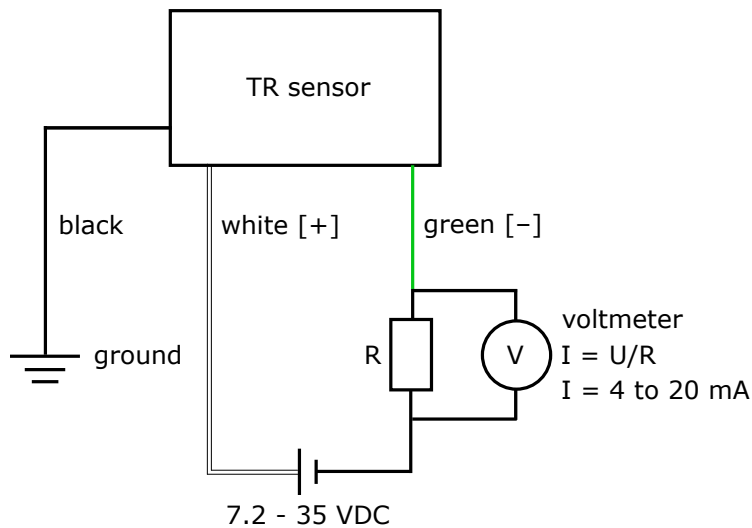 TR sensor
black
white [+]
green [–]
ground
R
V
voltmeter
I = U/R
I = 4 to 20 mA
7.2 - 35 VDC